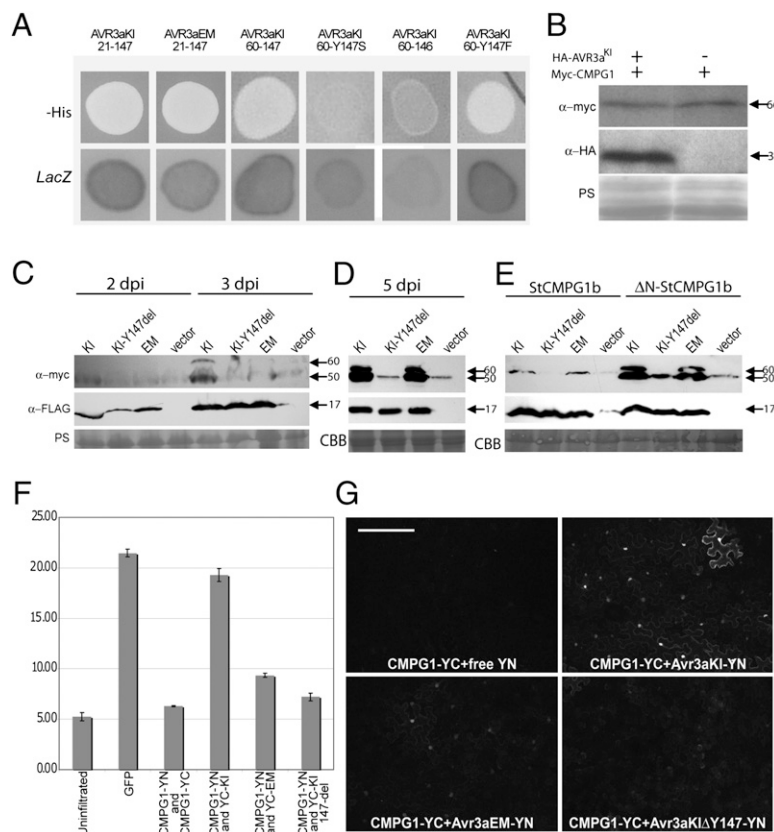 A
AVR3aKI 21-147
AVR3aEM 21-147
AVR3aKI 60-147
AVR3aKI 60-Y147S
AVR3aKI 60-146
AVR3aKI 60-Y147F
-His
LacZ
B
HA-AVR3aKI + -
Myc-CMPG1 + +
α-myc
α-HA
PS
C
2 dpi 3 dpi
KI KI-Y147del EM vector KI KI-Y147del EM vector
α-myc 60
50
α-FLAG 17
PS
D
5 dpi
KI KI-Y147del EM vector
60
50
17
CBB
E
StCMPG1b ΔN-StCMPG1b
KI KI-Y147del EM vector KI KI-Y147del EM vector
60
50
17
CBB
F
25.00
20.00
15.00
10.00
5.00
0.00
Uninfiltrated
GFP
CMPG1-YN and CMPG1-YC
CMPG1-YN and YC-KI
CMPG1-YN and YC-EM
CMPG1-YN and YC-KI 147-del
G
CMPG1-YC+free YN
CMPG1-YC+Avr3aKI-YN
CMPG1-YC+Avr3aEM-YN
CMPG1-YC+Avr3aKIΔY147-YN